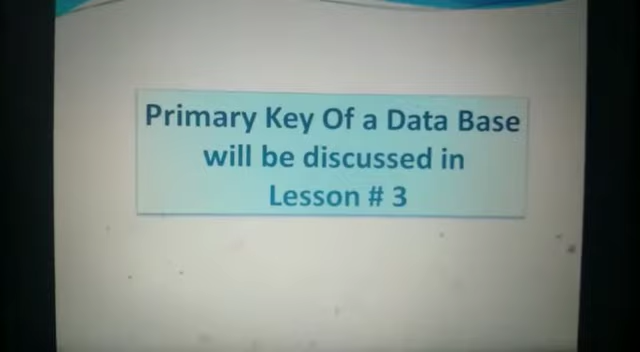 Primary Key Of a Data Base
will be discussed in
Lesson # 3